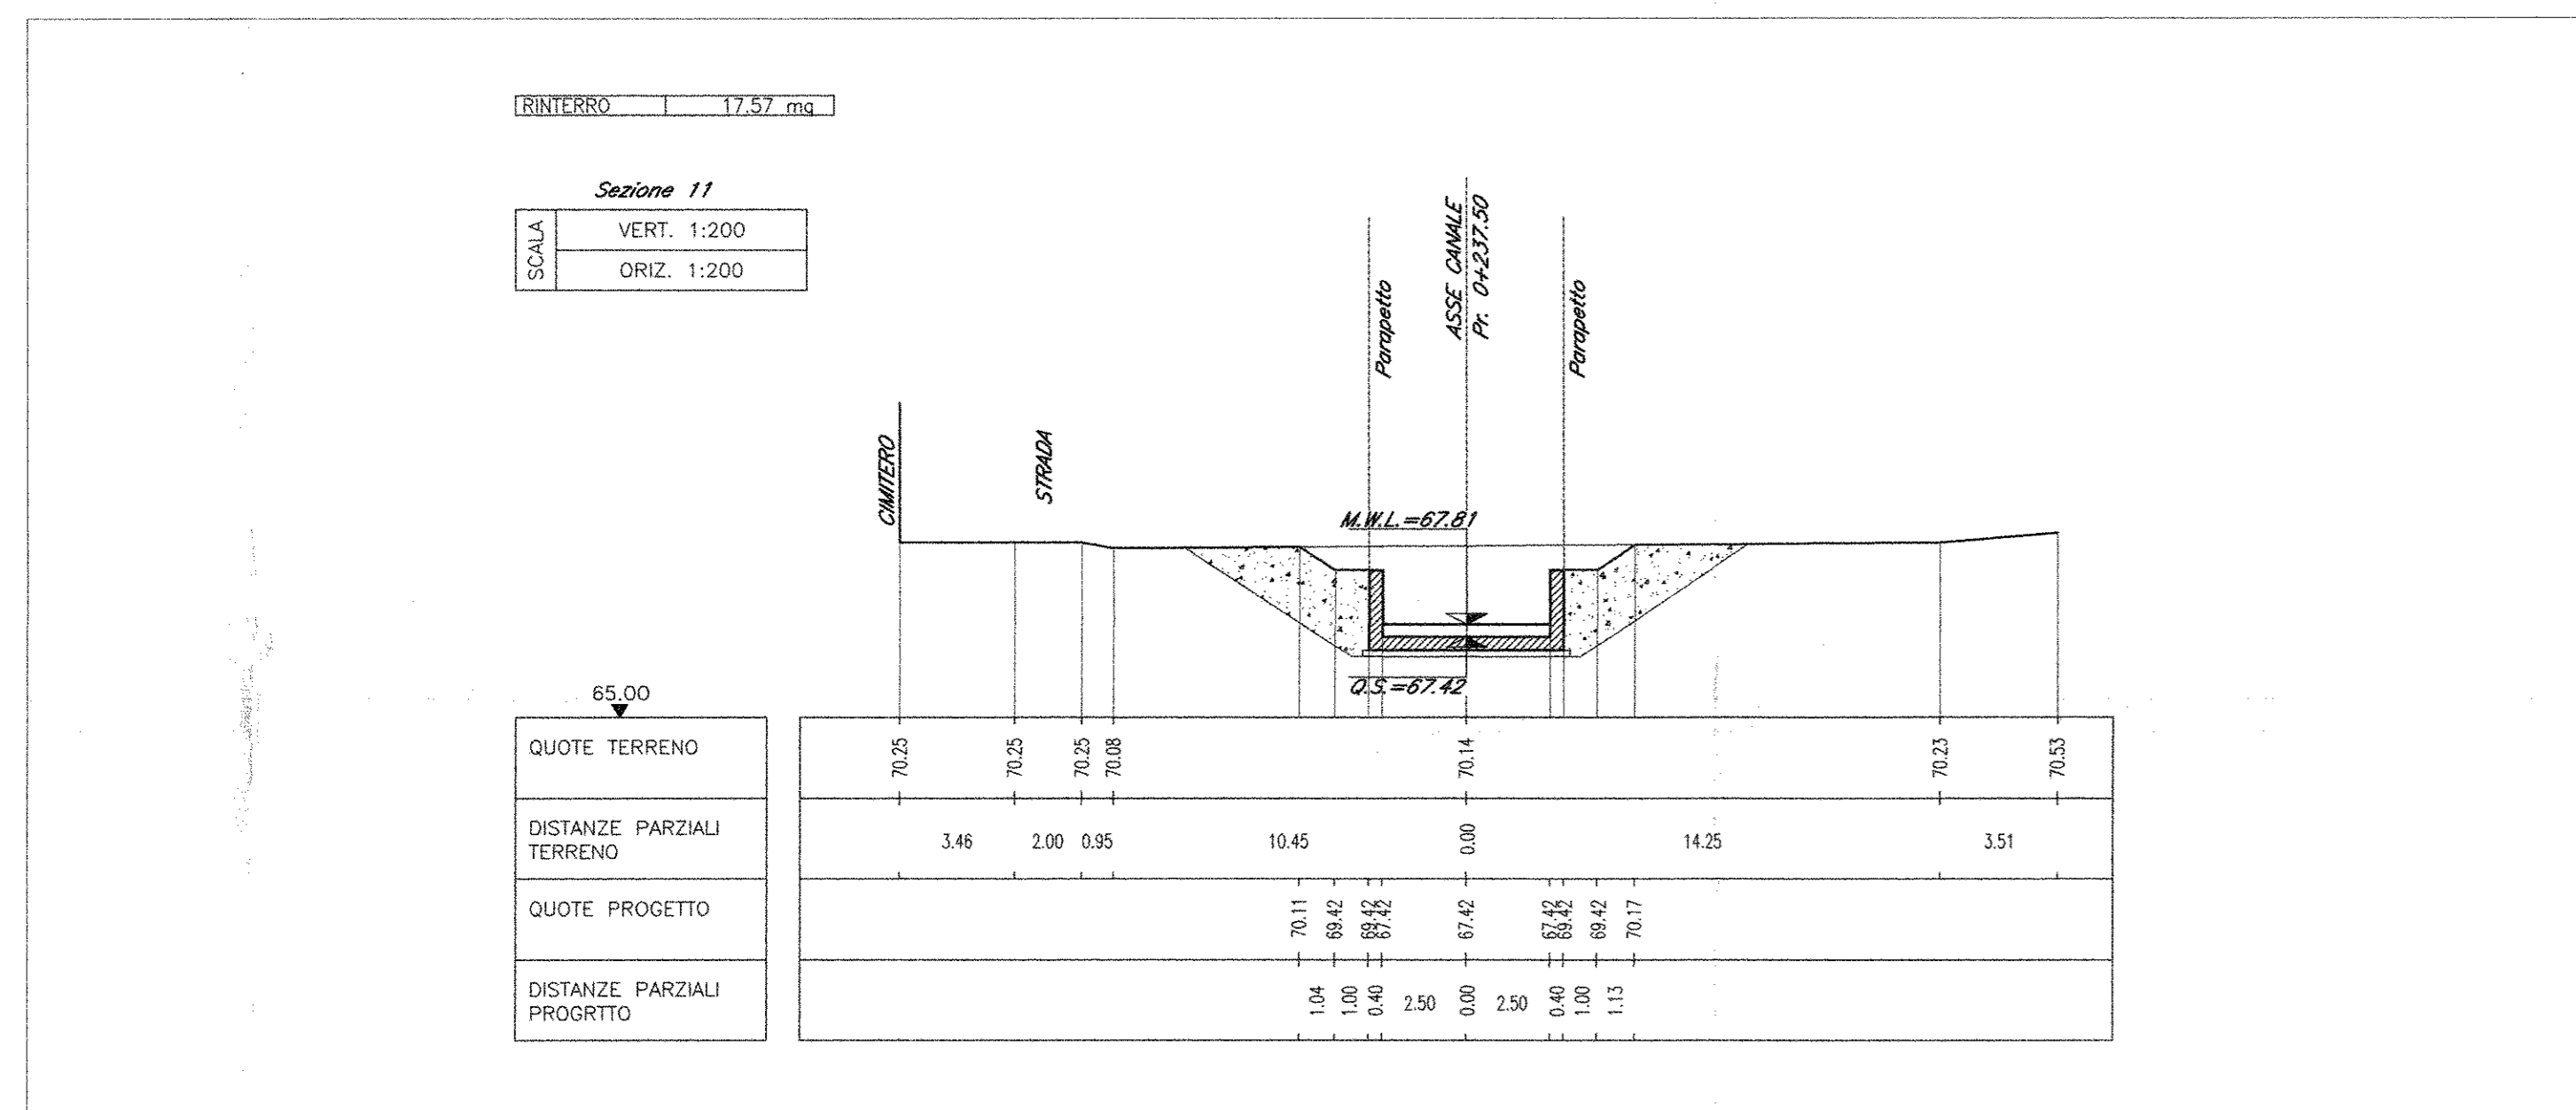 RINTERRO 17.57 mq
Sezione 11
SCALA
VERT. 1:200
ORIZ. 1:200
CIMITERO
STRADA
Parapetto
ASSE CANALE
Pr. 0+237.50
Parapetto
M.W.L.=67.81
Q.S.=67.42
65.00
QUOTE TERRENO
70.25 70.25 70.25 70.08 70.14 70.23 70.53
DISTANZE PARZIALI
TERRENO
3.46 2.00 0.95 10.45 0.00 14.25 3.51
QUOTE PROGETTO
70.11 69.42 69.42 67.42 67.42 67.42 69.42 69.42 70.17
DISTANZE PARZIALI
PROGRTTO
1.04 1.00 0.40 2.50 0.00 2.50 0.40 1.00 1.13